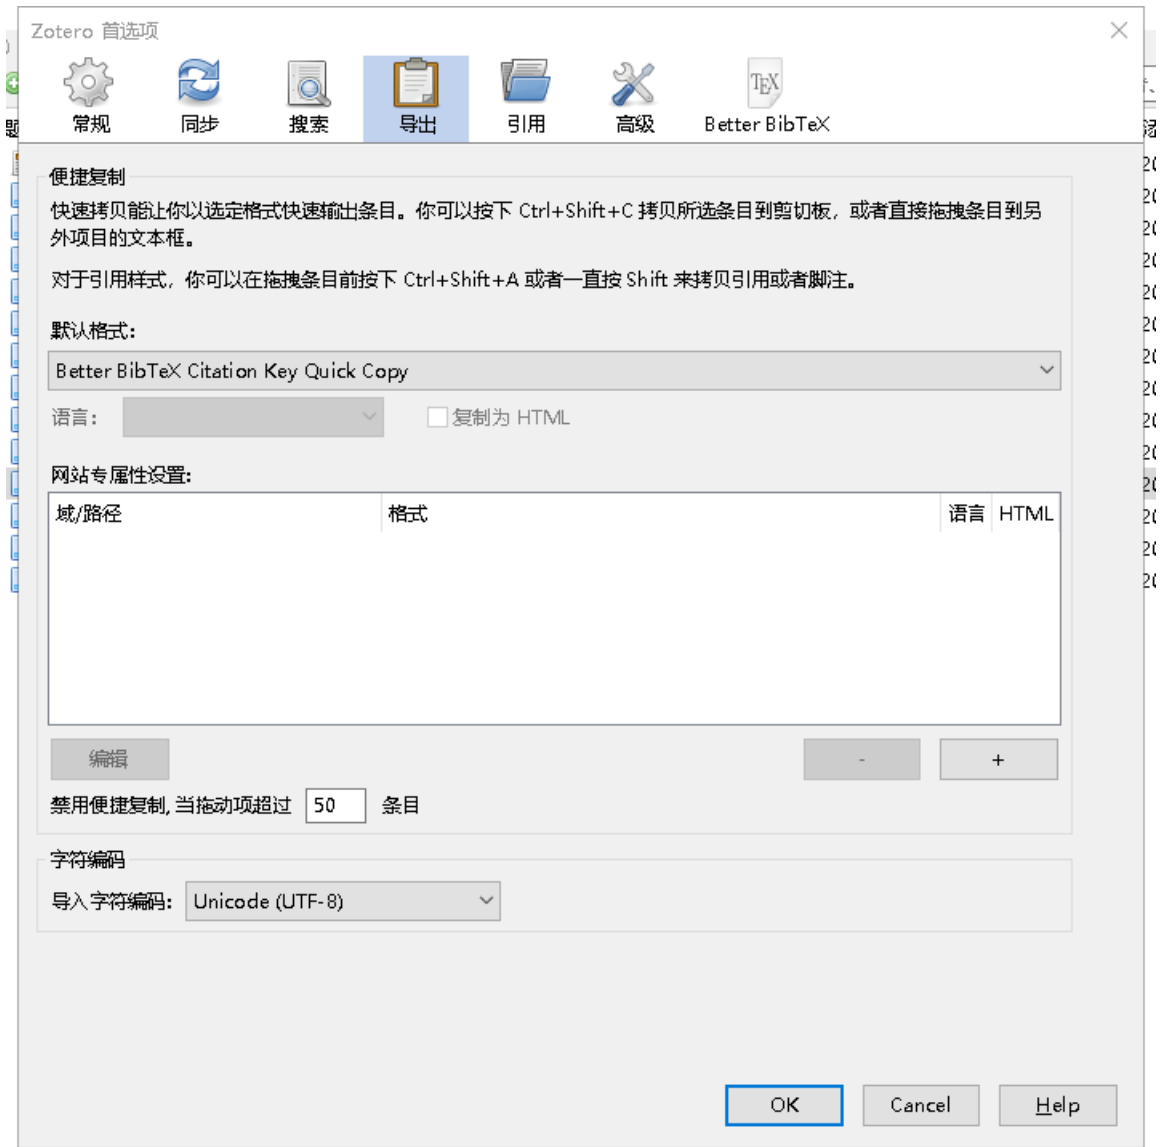 Zotero 首选项
常规
同步
搜索
导出
引用
高级
TEX
Better BibTeX
便捷复制
快速拷贝能让你以选定格式快速输出条目。你可以按下 Ctrl+Shift+C 拷贝所选条目到剪切板，或者直接拖拽条目到另
外项目的文本框。
对于引用样式，你可以在拖拽条目前按下 Ctrl+Shift+A 或者一直按 Shift 来拷贝引用或者脚注。
默认格式:
Better BibTeX Citation Key Quick Copy
语言:
复制为 HTML
网站专属性设置:
域/路径 格式 语言 HTML
编辑 - +
禁用便捷复制, 当拖动项超过 50 条目
字符编码
导入字符编码: Unicode (UTF-8)
OK Cancel Help